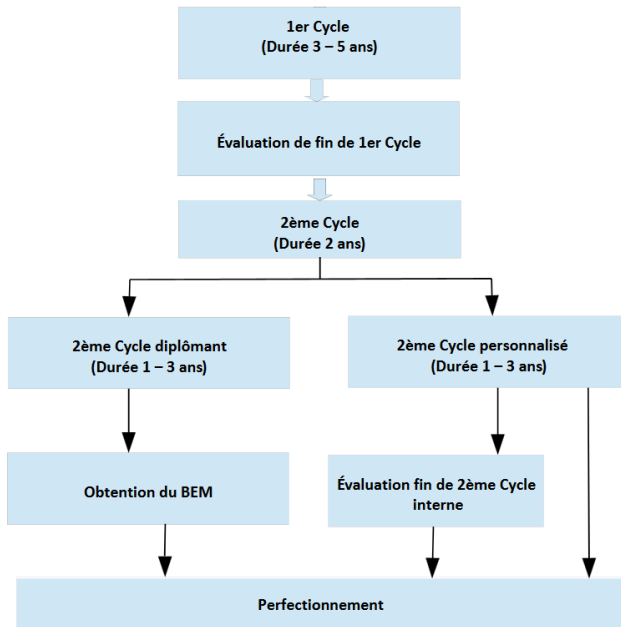 1er Cycle
(Durée 3 – 5 ans)
Évaluation de fin de 1er Cycle
2ème Cycle
(Durée 2 ans)
2ème Cycle diplômant
(Durée 1 – 3 ans)
2ème Cycle personnalisé
(Durée 1 – 3 ans)
Obtention du BEM
Évaluation fin de 2ème Cycle
interne
Perfectionnement